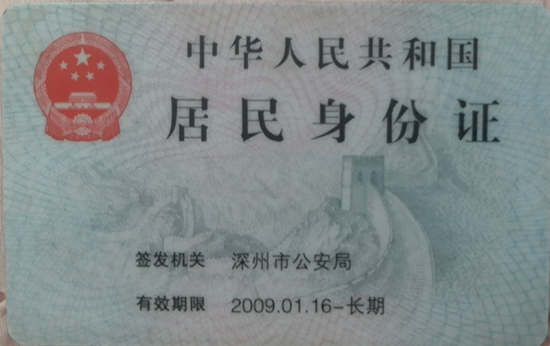 中华人民共和国
居民身份证
签发机关 深州市公安局
有效期限 2009.01.16-长期